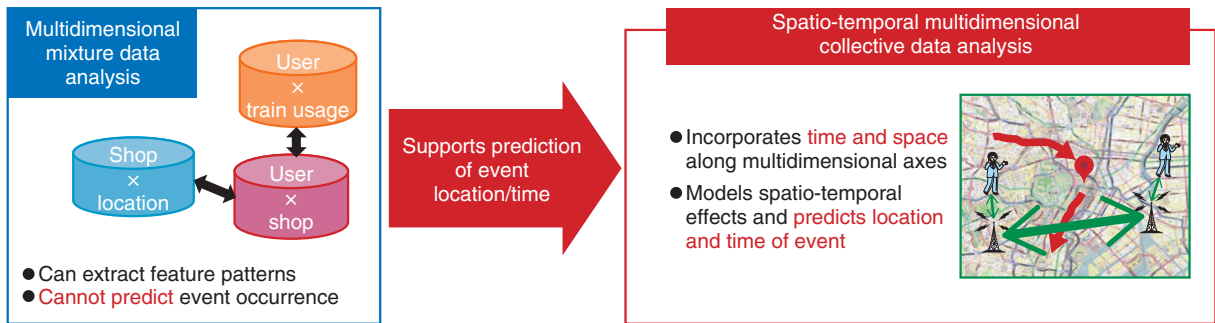 Multidimensional
mixture data
analysis
User
×
train usage
Shop
×
location
User
×
shop
● Can extract feature patterns
● Cannot predict event occurrence
Supports prediction
of event
location/time
Spatio-temporal multidimensional
collective data analysis
● Incorporates time and space
along multidimensional axes
● Models spatio-temporal
effects and predicts location
and time of event